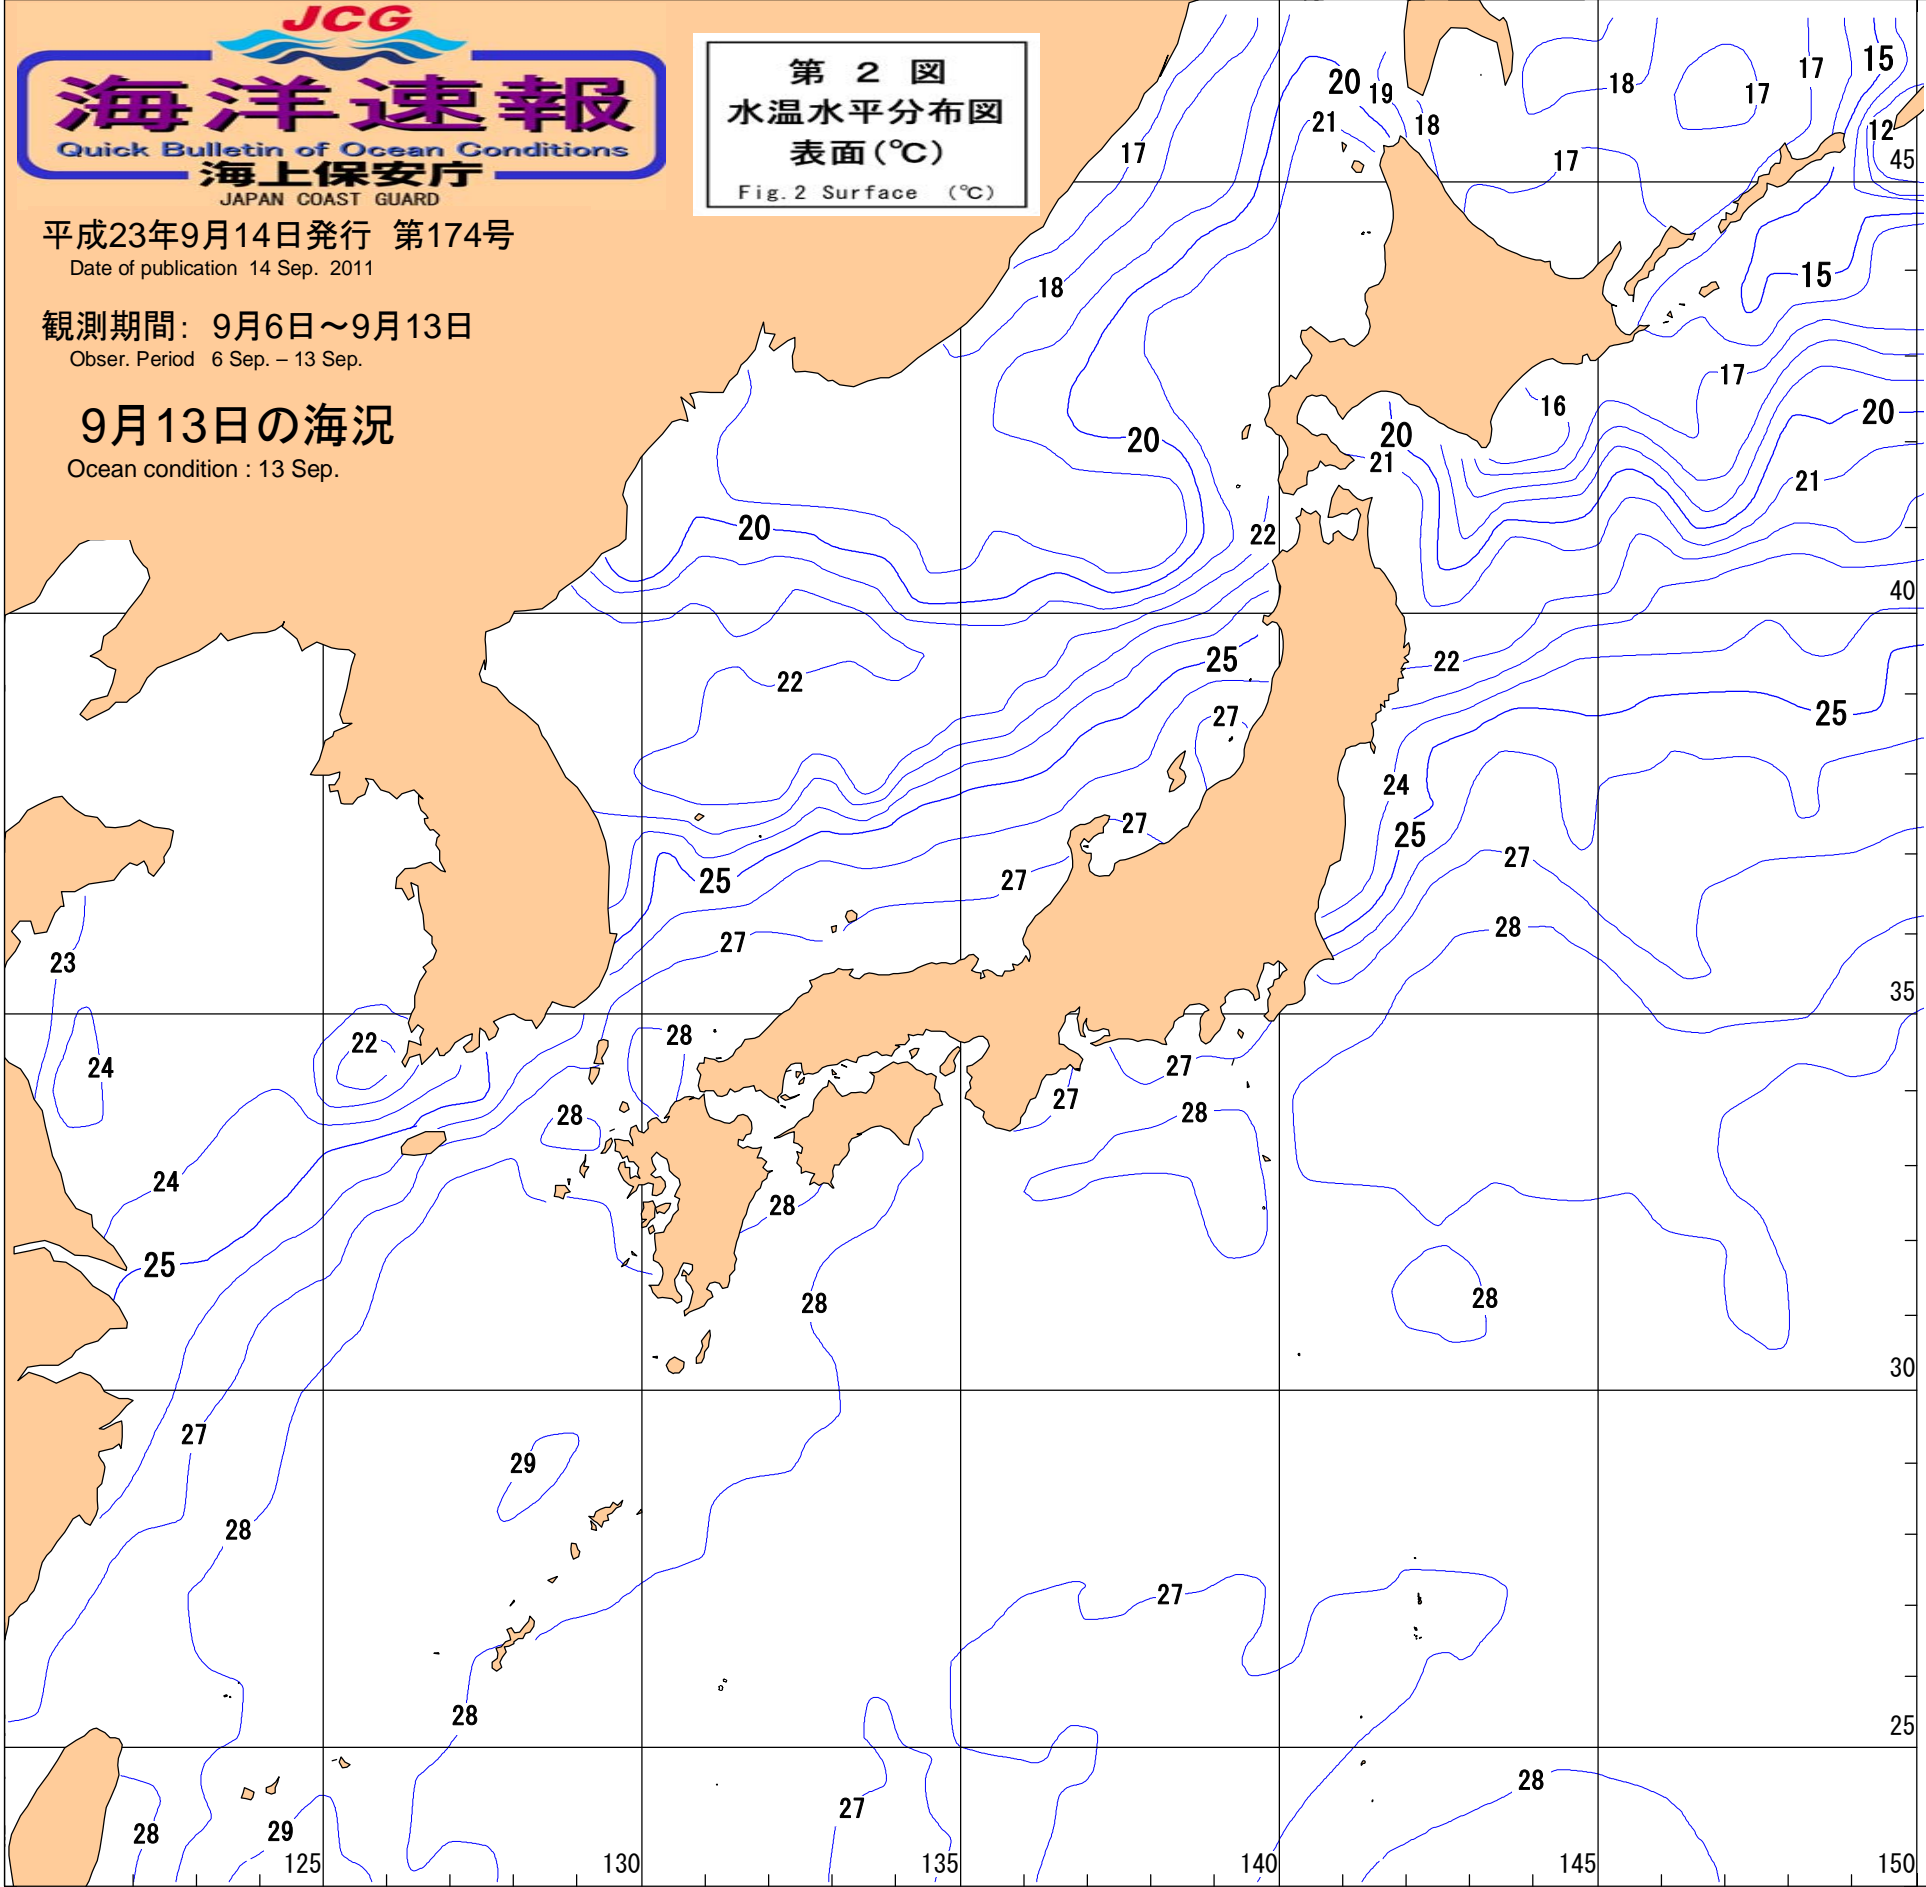 JCG
海洋速報
Quick Bulletin of Ocean Conditions
海上保安庁
JAPAN COAST GUARD
第 2 図
水温水平分布図
表面(℃)
Fig.2 Surface (℃)
平成23年9月14日発行 第174号
Date of publication 14 Sep. 2011
観測期間: 9月6日～9月13日
Obser. Period 6 Sep. – 13 Sep.
9月13日の海況
Ocean condition : 13 Sep.
20 19 18 17 17 15
21 18 17 12
17 45
18 15
17
20 20 16 20
21 21
20 22
40
25 22
22
27 25
24
27 25
25 27 27
27 28
23
35
22 28
24 27
28 27 28
24 28
25
28 28
30
27
29
28
27
28
25
28
27
28 29
125 130 135 140 145 150